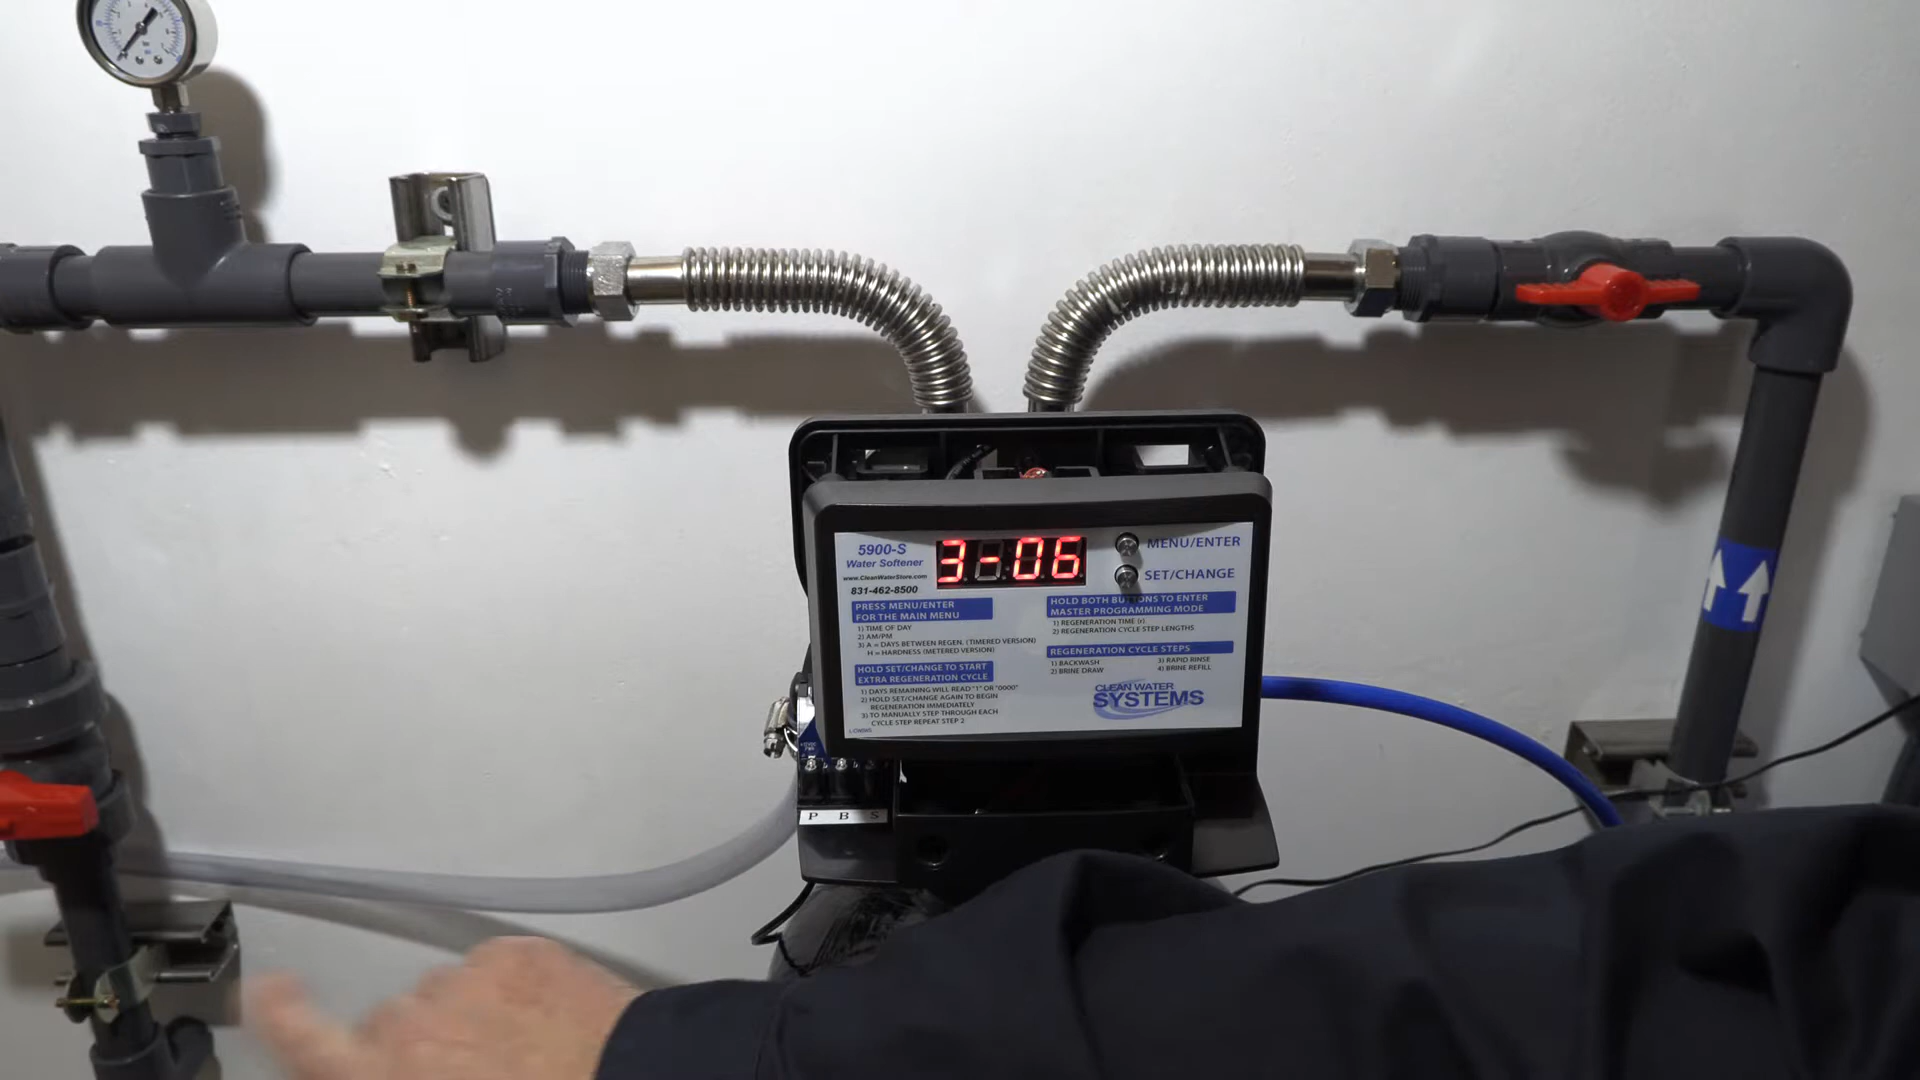 3-06
MENU/ENTER
SET/CHANGE
5900-S
Water Softener
www.CleanWaterStore.com
831-462-8500
PRESS MENU/ENTER
FOR THE MAIN MENU
1) TIME OF DAY
2) AM/PM
3) A = DAYS BETWEEN REGEN. (TIMERED VERSION)
H = HARDNESS (METERED VERSION)
HOLD SET/CHANGE TO START
EXTRA REGENERATION CYCLE
1) DAYS REMAINING WILL READ "1" OR "0000"
2) HOLD SET/CHANGE AGAIN TO BEGIN
REGENERATION IMMEDIATELY
3) TO MANUALLY STEP THROUGH EACH
CYCLE STEP REPEAT STEP 2
HOLD BOTH BUTTONS TO ENTER
MASTER PROGRAMMING MODE
1) REGENERATION TIME (r)
2) REGENERATION CYCLE STEP LENGTHS
REGENERATION CYCLE STEPS
1) BACKWASH
2) BRINE DRAW
3) RAPID RINSE
4) BRINE REFILL
CLEAN WATER
SYSTEMS
P B S